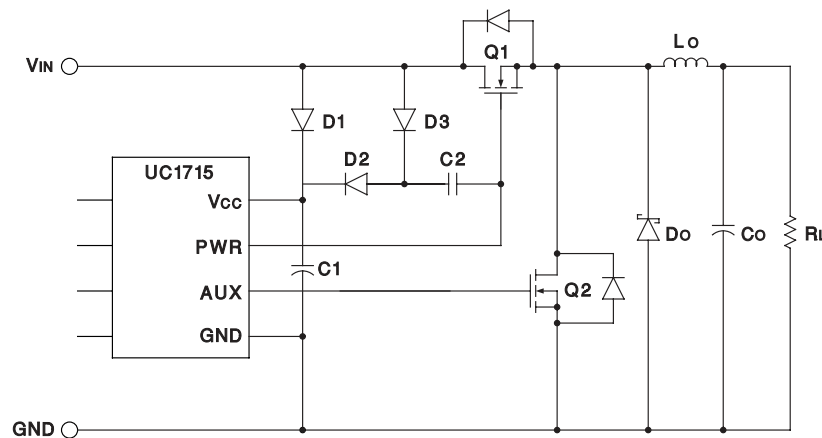 Q1
LO
VIN
D1
D3
D2
C2
UC1715
VCC
PWR
C1
AUX
GND
Q2
DO
CO
RL
GND